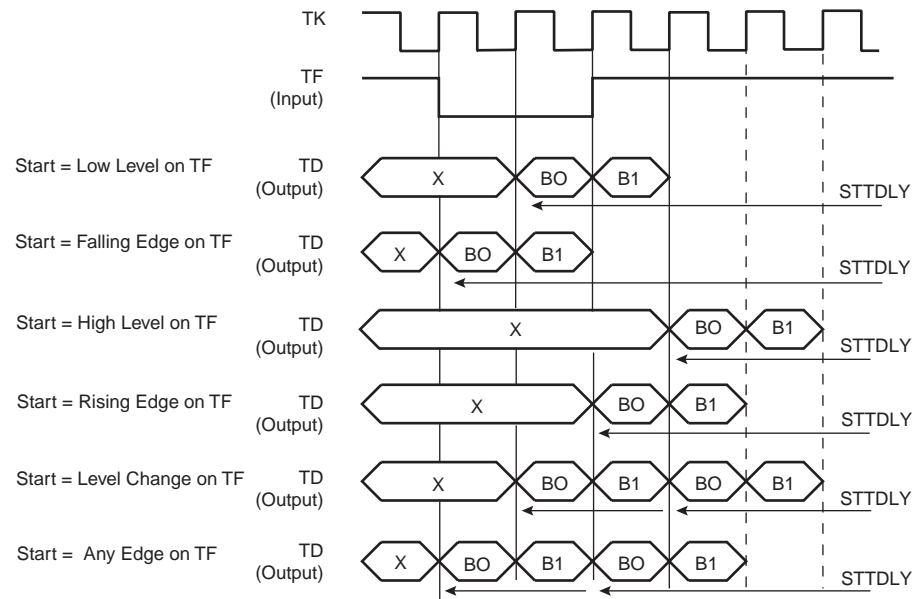 TK
TF
(Input)
Start = Low Level on TF
TD
(Output)
X
BO
B1
STTDLY
Start = Falling Edge on TF
TD
(Output)
X
BO
B1
STTDLY
Start = High Level on TF
TD
(Output)
X
BO
B1
STTDLY
Start = Rising Edge on TF
TD
(Output)
X
BO
B1
STTDLY
Start = Level Change on TF
TD
(Output)
X
BO
B1
BO
B1
STTDLY
Start = Any Edge on TF
TD
(Output)
X
BO
B1
BO
B1
STTDLY